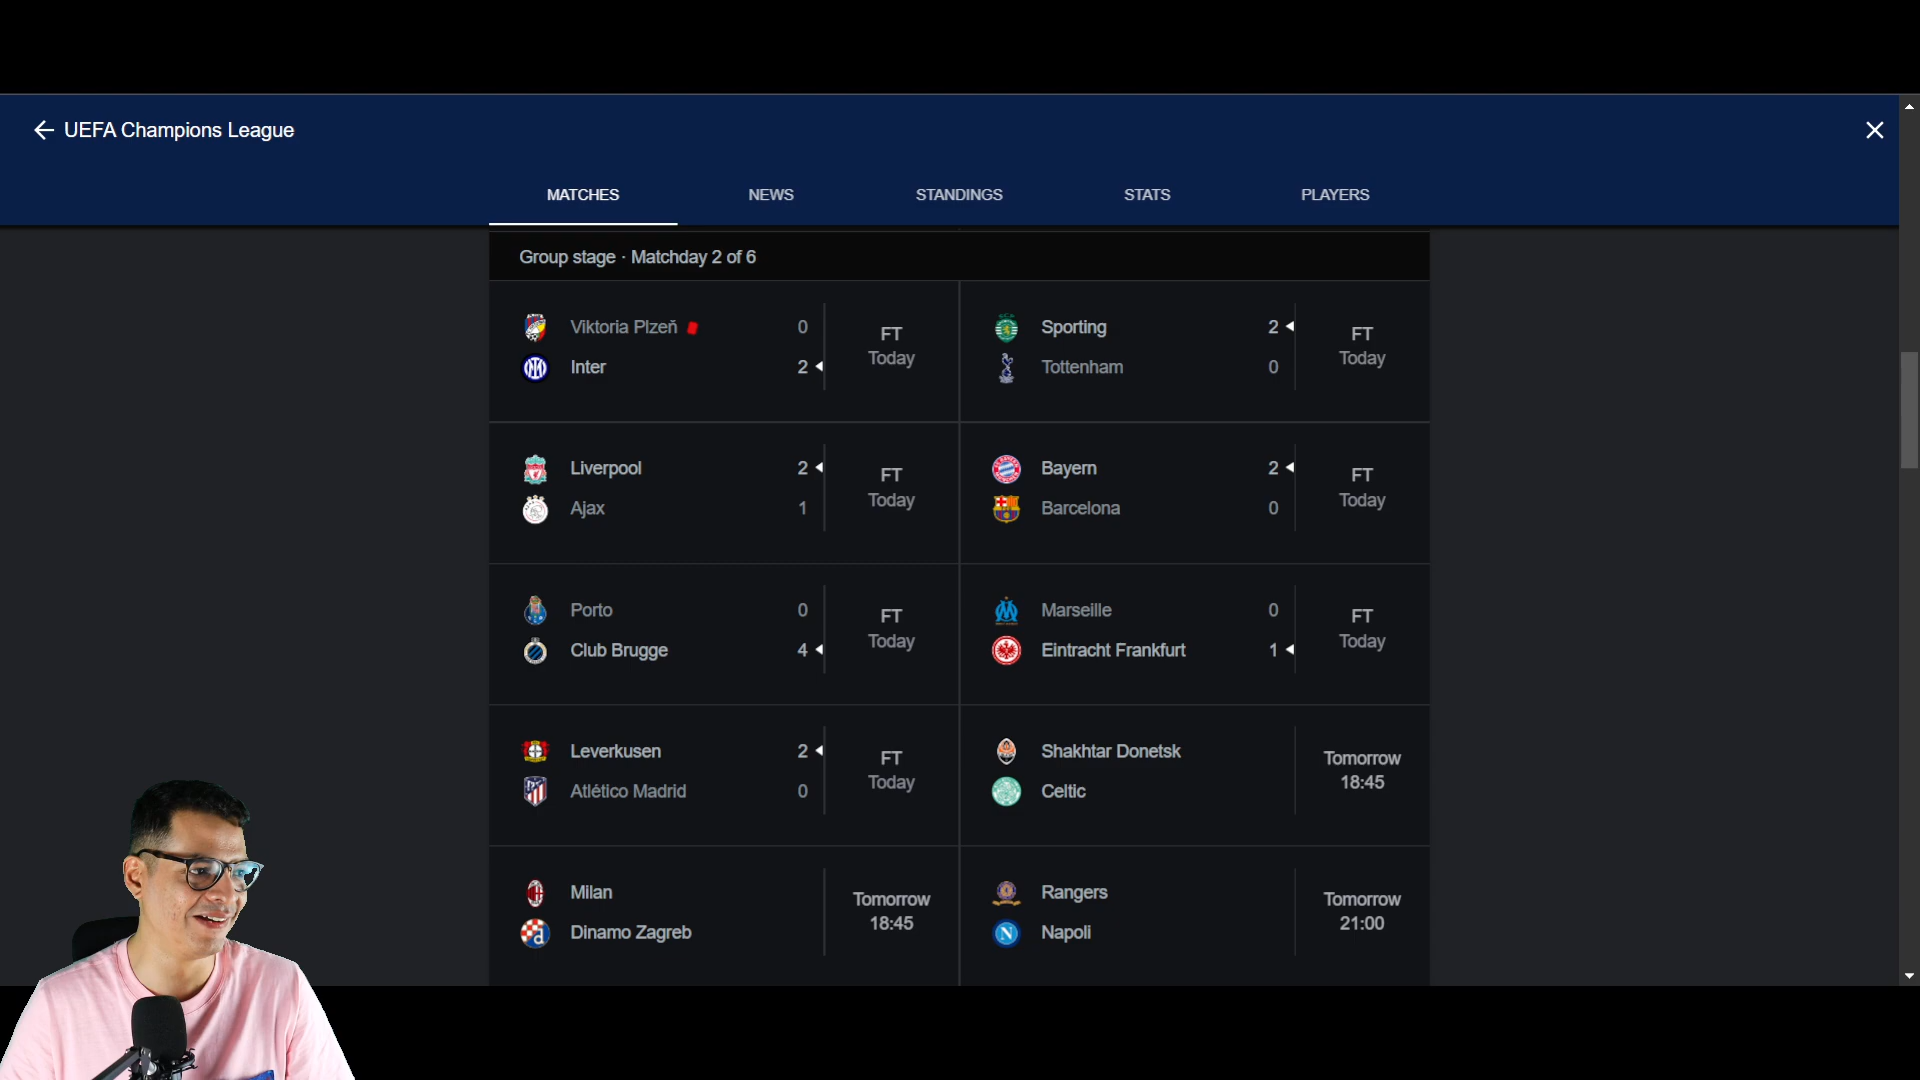 UEFA Champions League
MATCHES NEWS STANDINGS STATS PLAYERS
Group stage · Matchday 2 of 6
Viktoria Plzeň 0
Inter 2
FT
Today
Sporting 2
Tottenham 0
FT
Today
Liverpool 2
Ajax 1
FT
Today
Bayern 2
Barcelona 0
FT
Today
Porto 0
Club Brugge 4
FT
Today
Marseille 0
Eintracht Frankfurt 1
FT
Today
Leverkusen 2
Atlético Madrid 0
FT
Today
Shakhtar Donetsk
Celtic
Tomorrow
18:45
Milan
Dinamo Zagreb
Tomorrow
18:45
Rangers
Napoli
Tomorrow
21:00